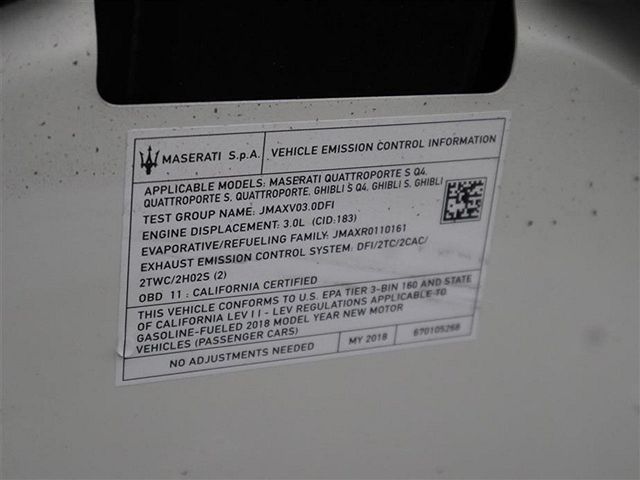 MASERATI S.p.A. VEHICLE EMISSION CONTROL INFORMATION
APPLICABLE MODELS: MASERATI QUATTROPORTE S Q4,
QUATTROPORTE S, QUATTROPORTE, GHIBLI S Q4, GHIBLI S, GHIBLI
TEST GROUP NAME: JMAXV03.0DFI
ENGINE DISPLACEMENT: 3.0L (CID:183)
EVAPORATIVE/REFUELING FAMILY: JMAXR0110161
EXHAUST EMISSION CONTROL SYSTEM: DFI/2TC/2CAC/
2TWC/2HO2S (2)
OBD 11 : CALIFORNIA CERTIFIED
THIS VEHICLE CONFORMS TO U.S. EPA TIER 3-BIN 160 AND STATE
OF CALIFORNIA LEV II - LEV REGULATIONS APPLICABLE TO
GASOLINE-FUELED 2018 MODEL YEAR NEW MOTOR
VEHICLES (PASSENGER CARS)
NO ADJUSTMENTS NEEDED MY 2018 670105268